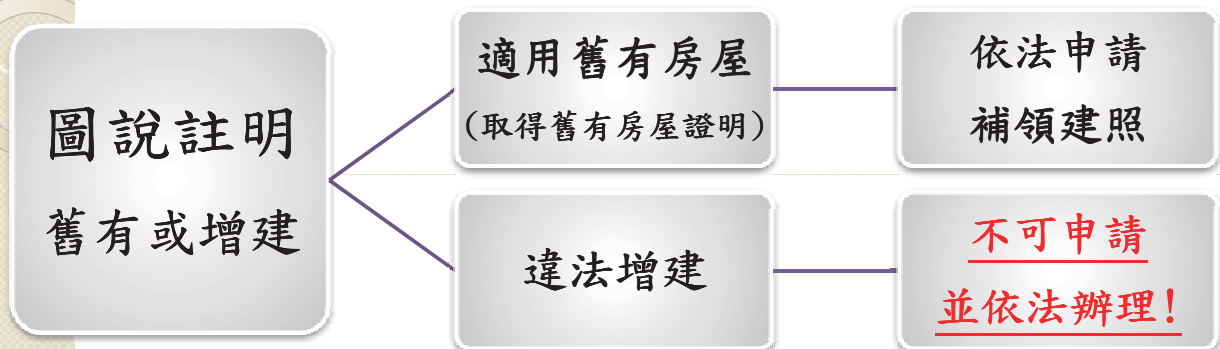 圖說註明
舊有或增建
適用舊有房屋
(取得舊有房屋證明)
依法申請
補領建照
違法增建
不可申請
並依法辦理!